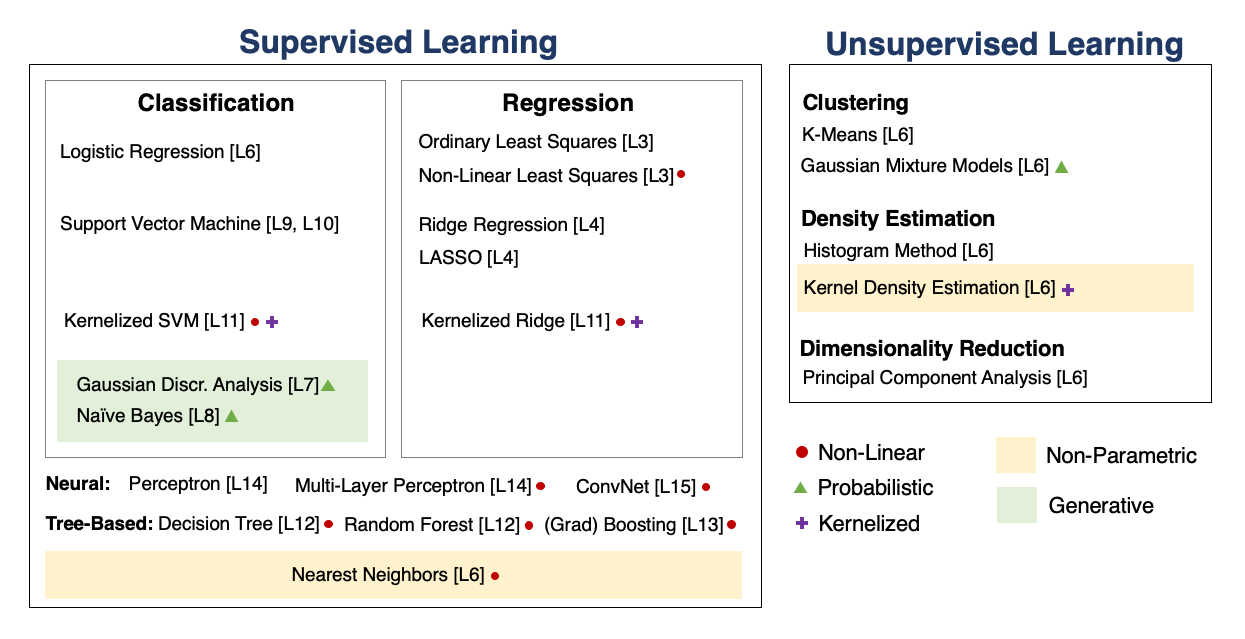 Supervised Learning
Classification
Logistic Regression [L6]
Support Vector Machine [L9, L10]
Kernelized SVM [L11]
Gaussian Discr. Analysis [L7]
Naïve Bayes [L8]
Regression
Ordinary Least Squares [L3]
Non-Linear Least Squares [L3]
Ridge Regression [L4]
LASSO [L4]
Kernelized Ridge [L11]
Neural: Perceptron [L14] Multi-Layer Perceptron [L14] ConvNet [L15]
Tree-Based: Decision Tree [L12] Random Forest [L12] (Grad) Boosting [L13]
Nearest Neighbors [L6]
Unsupervised Learning
Clustering
K-Means [L6]
Gaussian Mixture Models [L6]
Density Estimation
Histogram Method [L6]
Kernel Density Estimation [L6]
Dimensionality Reduction
Principal Component Analysis [L6]
Non-Linear
Probabilistic
Kernelized
Non-Parametric
Generative